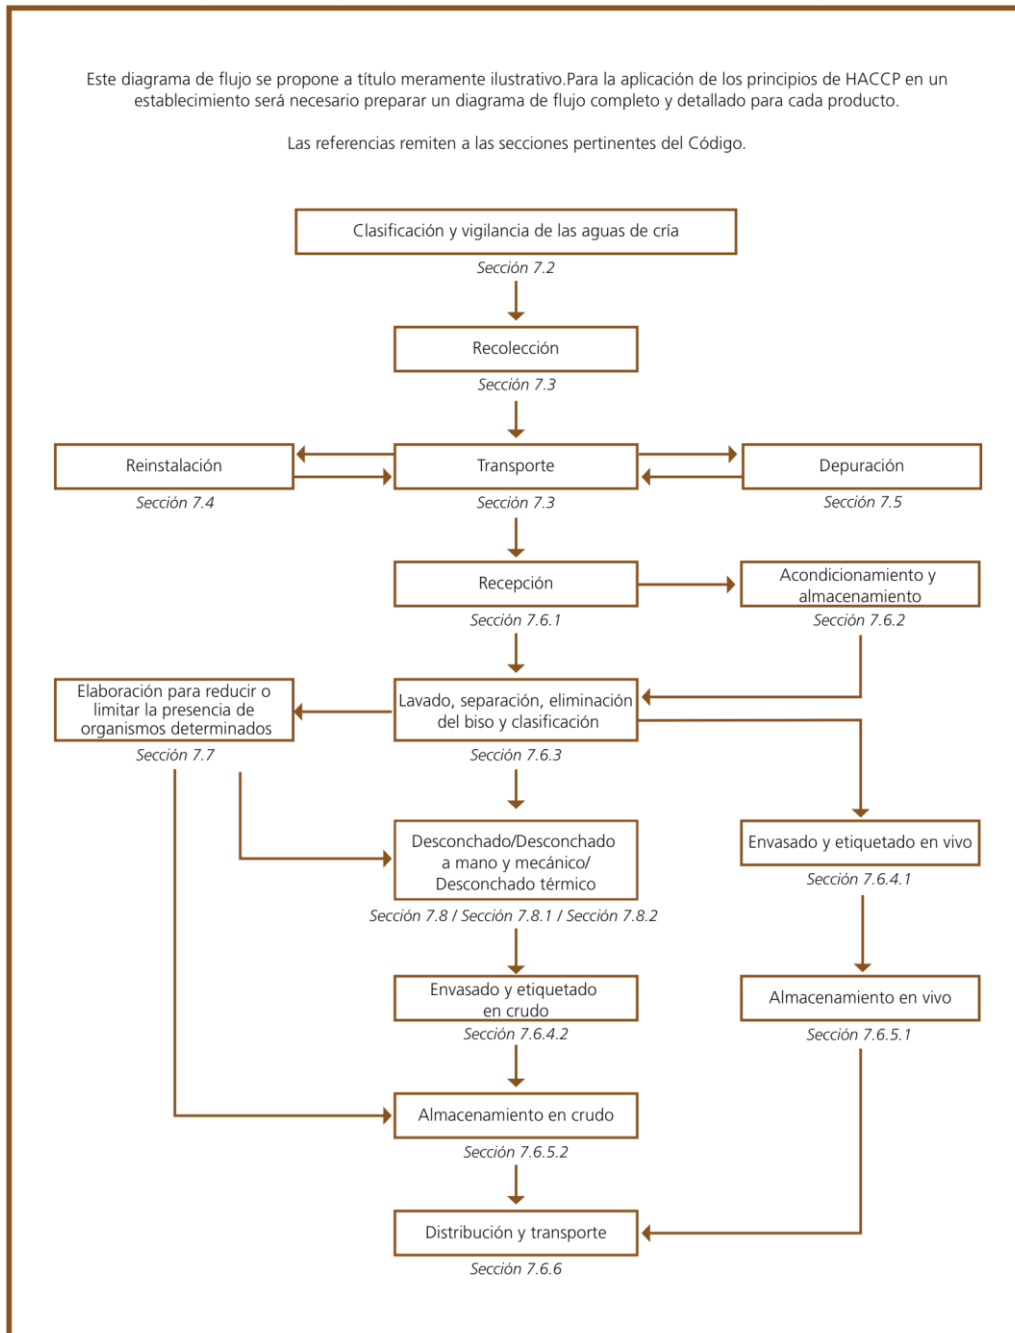 Este diagrama de flujo se propone a título meramente ilustrativo.Para la aplicación de los principios de HACCP en un
establecimiento será necesario preparar un diagrama de flujo completo y detallado para cada producto.
Las referencias remiten a las secciones pertinentes del Código.
Clasificación y vigilancia de las aguas de cría
Sección 7.2
Recolección
Sección 7.3
Reinstalación
Sección 7.4
Transporte
Sección 7.3
Depuración
Sección 7.5
Recepción
Sección 7.6.1
Acondicionamiento y
almacenamiento
Sección 7.6.2
Elaboración para reducir o
limitar la presencia de
organismos determinados
Sección 7.7
Lavado, separación, eliminación
del biso y clasificación
Sección 7.6.3
Desconchado/Desconchado
a mano y mecánico/
Desconchado térmico
Sección 7.8 / Sección 7.8.1 / Sección 7.8.2
Envasado y etiquetado en vivo
Sección 7.6.4.1
Envasado y etiquetado
en crudo
Sección 7.6.4.2
Almacenamiento en vivo
Sección 7.6.5.1
Almacenamiento en crudo
Sección 7.6.5.2
Distribución y transporte
Sección 7.6.6